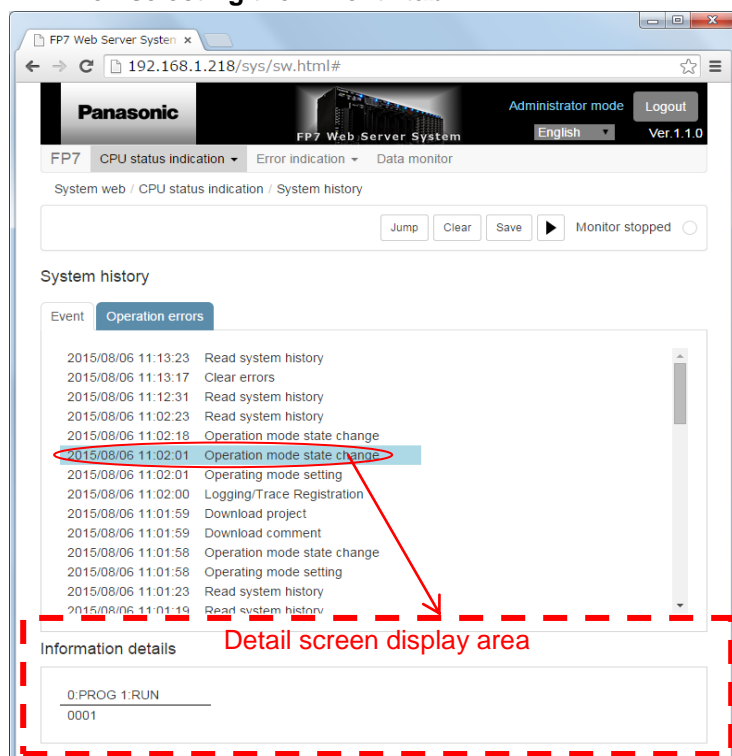 FP7 Web Server System ×
192.168.1.218/sys/sw.html#
Panasonic
FP7 Web Server System
Administrator mode Logout
English Ver.1.1.0
FP7 CPU status indication Error indication Data monitor
System web / CPU status indication / System history
Jump Clear Save Monitor stopped
System history
Event Operation errors
2015/08/06 11:13:23 Read system history
2015/08/06 11:13:17 Clear errors
2015/08/06 11:12:31 Read system history
2015/08/06 11:02:23 Read system history
2015/08/06 11:02:18 Operation mode state change
2015/08/06 11:02:01 Operation mode state change
2015/08/06 11:02:01 Operating mode setting
2015/08/06 11:02:00 Logging/Trace Registration
2015/08/06 11:01:59 Download project
2015/08/06 11:01:59 Download comment
2015/08/06 11:01:58 Operation mode state change
2015/08/06 11:01:58 Operating mode setting
2015/08/06 11:01:23 Read system history
2015/08/06 11:01:19 Read system history
Detail screen display area
Information details
0:PROG 1:RUN
0001